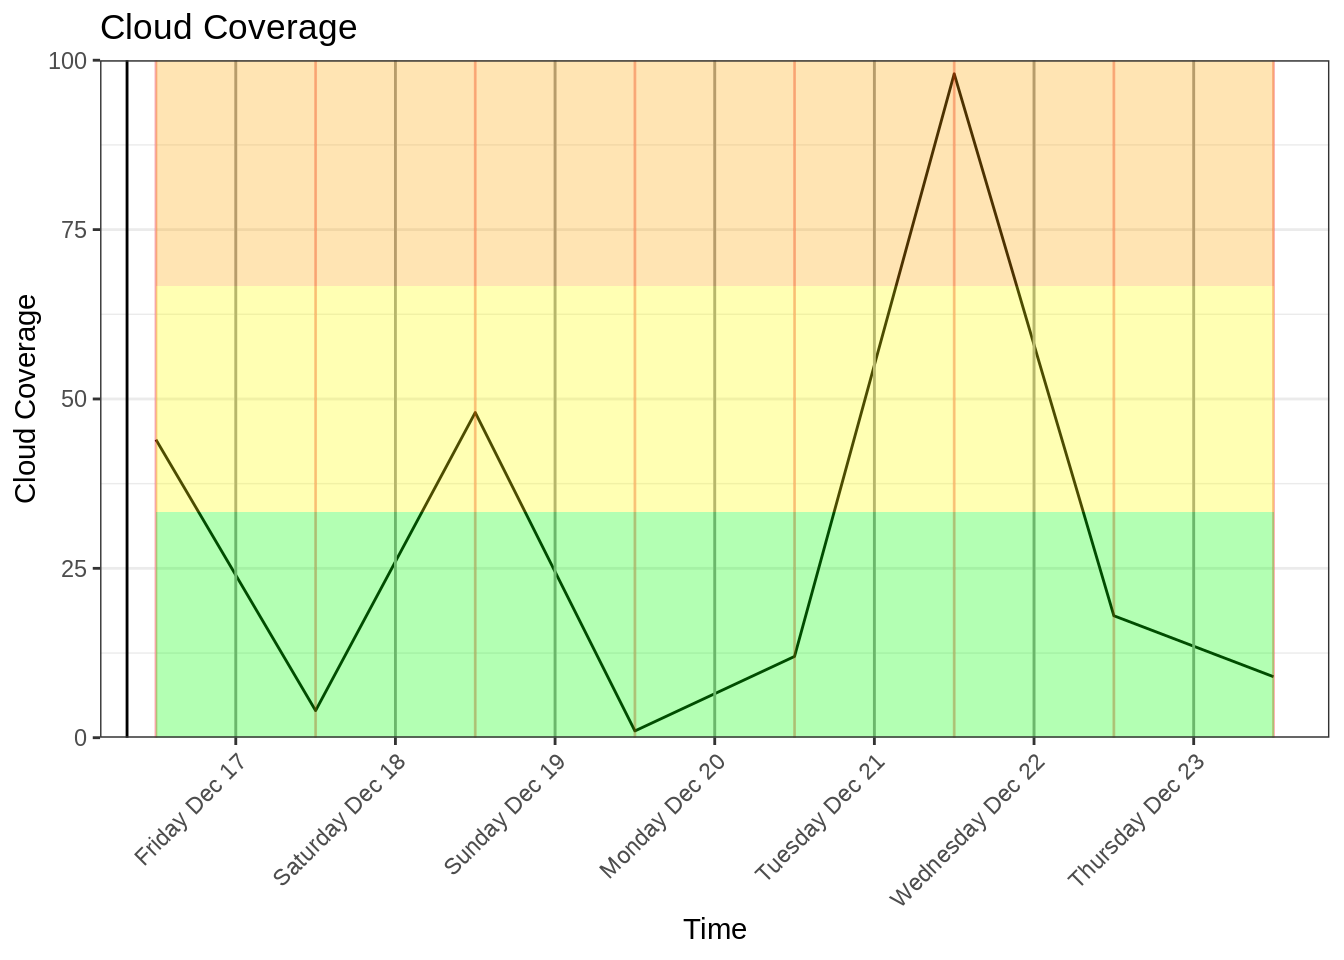 Cloud Coverage
Cloud Coverage
100
75
50
25
0
Friday Dec 17
Saturday Dec 18
Sunday Dec 19
Monday Dec 20
Tuesday Dec 21
Wednesday Dec 22
Thursday Dec 23
Time